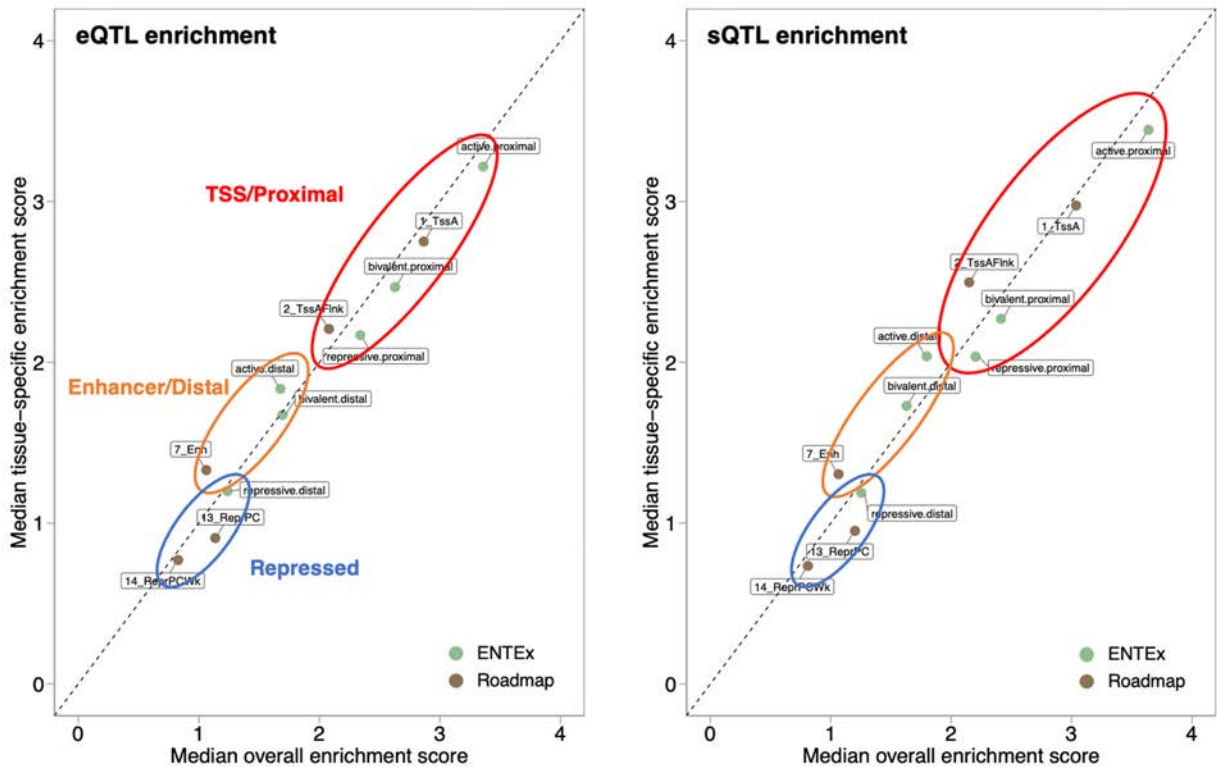 eQTL enrichment
4
3
2
1
0
Median tissue−specific enrichment score
active.proximal
TSS/Proximal
1_TssA
bivalent.proximal
2_TssAFlnk
repressive.proximal
active.distal
Enhancer/Distal
bivalent.distal
7_Enh
repressive.distal
13_ReprPC
Repressed
14_ReprPCWk
ENTEx
Roadmap
0 1 2 3 4
Median overall enrichment score
sQTL enrichment
4
3
2
1
0
Median tissue−specific enrichment score
active.proximal
1_TssA
2_TssAFlnk
bivalent.proximal
active.distal
repressive.proximal
bivalent.distal
7_Enh
repressive.distal
13_ReprPC
14_ReprPCWk
ENTEx
Roadmap
0 1 2 3 4
Median overall enrichment score